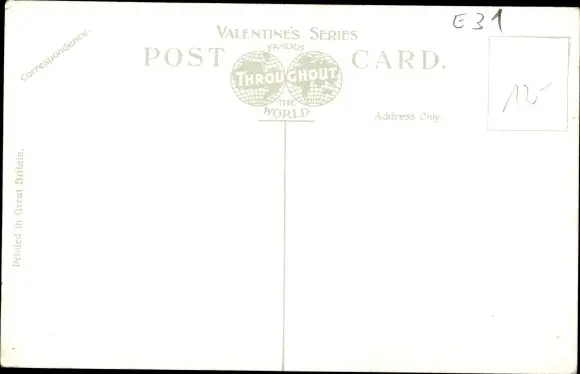 E31
VALENTINE'S SERIES
FAMOUS
POST CARD.
THROUGHOUT
THE
WORLD
Correspondence.
Address Only.
12-
Printed in Great Britain.